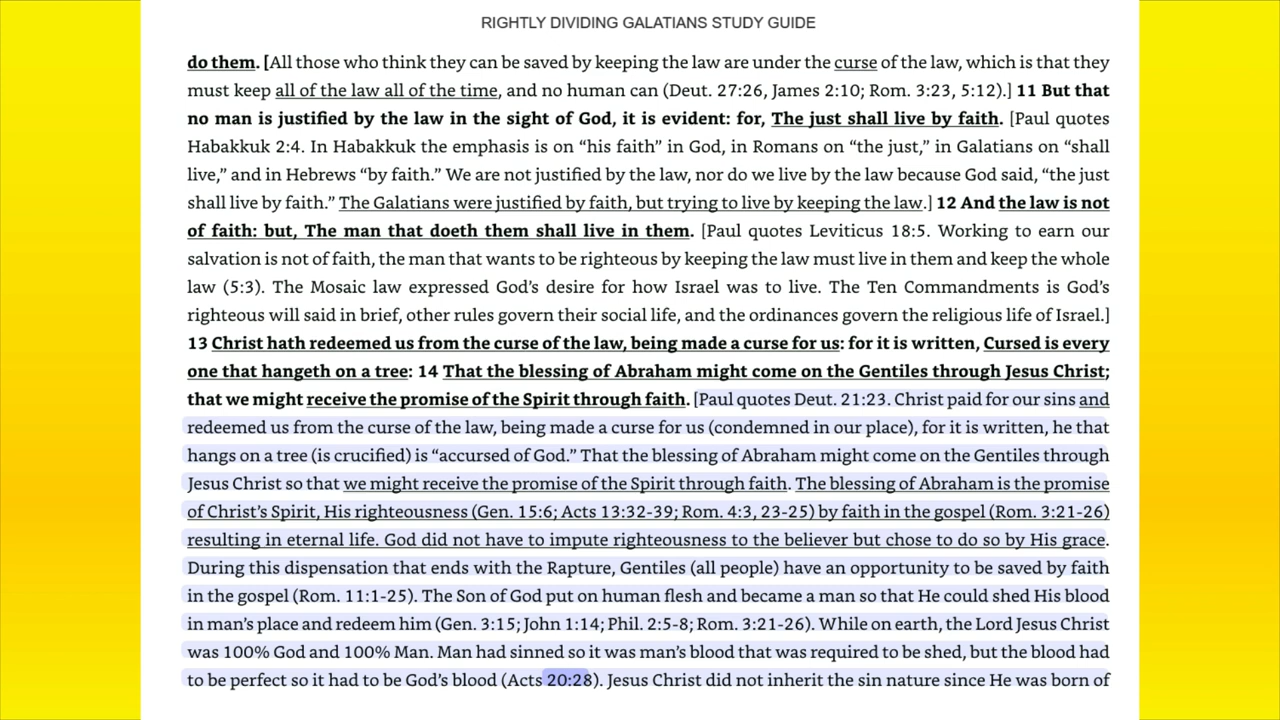 RIGHTLY DIVIDING GALATIANS STUDY GUIDE
do them. [All those who think they can be saved by keeping the law are under the curse of the law, which is that they
must keep all of the law all of the time, and no human can (Deut. 27:26, James 2:10; Rom. 3:23, 5:12).] 11 But that
no man is justified by the law in the sight of God, it is evident: for, The just shall live by faith. [Paul quotes
Habakkuk 2:4. In Habakkuk the emphasis is on “his faith” in God, in Romans on “the just,” in Galatians on “shall
live,” and in Hebrews “by faith.” We are not justified by the law, nor do we live by the law because God said, “the just
shall live by faith.” The Galatians were justified by faith, but trying to live by keeping the law.] 12 And the law is not
of faith: but, The man that doeth them shall live in them. [Paul quotes Leviticus 18:5. Working to earn our
salvation is not of faith, the man that wants to be righteous by keeping the law must live in them and keep the whole
law (5:3). The Mosaic law expressed God’s desire for how Israel was to live. The Ten Commandments is God’s
righteous will said in brief, other rules govern their social life, and the ordinances govern the religious life of Israel.]
13 Christ hath redeemed us from the curse of the law, being made a curse for us: for it is written, Cursed is every
one that hangeth on a tree: 14 That the blessing of Abraham might come on the Gentiles through Jesus Christ;
that we might receive the promise of the Spirit through faith. [Paul quotes Deut. 21:23. Christ paid for our sins and
redeemed us from the curse of the law, being made a curse for us (condemned in our place), for it is written, he that
hangs on a tree (is crucified) is “accursed of God.” That the blessing of Abraham might come on the Gentiles through
Jesus Christ so that we might receive the promise of the Spirit through faith. The blessing of Abraham is the promise
of Christ’s Spirit, His righteousness (Gen. 15:6; Acts 13:32-39; Rom. 4:3, 23-25) by faith in the gospel (Rom. 3:21-26)
resulting in eternal life. God did not have to impute righteousness to the believer but chose to do so by His grace.
During this dispensation that ends with the Rapture, Gentiles (all people) have an opportunity to be saved by faith
in the gospel (Rom. 11:1-25). The Son of God put on human flesh and became a man so that He could shed His blood
in man’s place and redeem him (Gen. 3:15; John 1:14; Phil. 2:5-8; Rom. 3:21-26). While on earth, the Lord Jesus Christ
was 100% God and 100% Man. Man had sinned so it was man’s blood that was required to be shed, but the blood had
to be perfect so it had to be God’s blood (Acts 20:28). Jesus Christ did not inherit the sin nature since He was born of